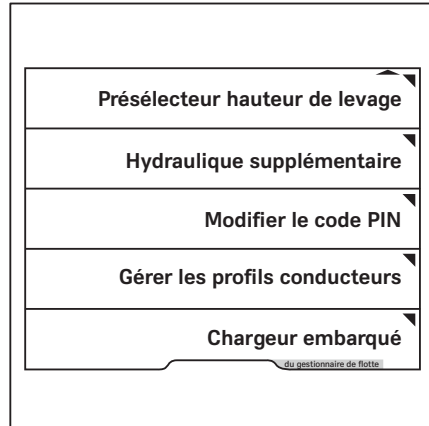 Présélecteur hauteur de levage
Hydraulique supplémentaire
Modifier le code PIN
Gérer les profils conducteurs
Chargeur embarqué
du gestionnaire de flotte